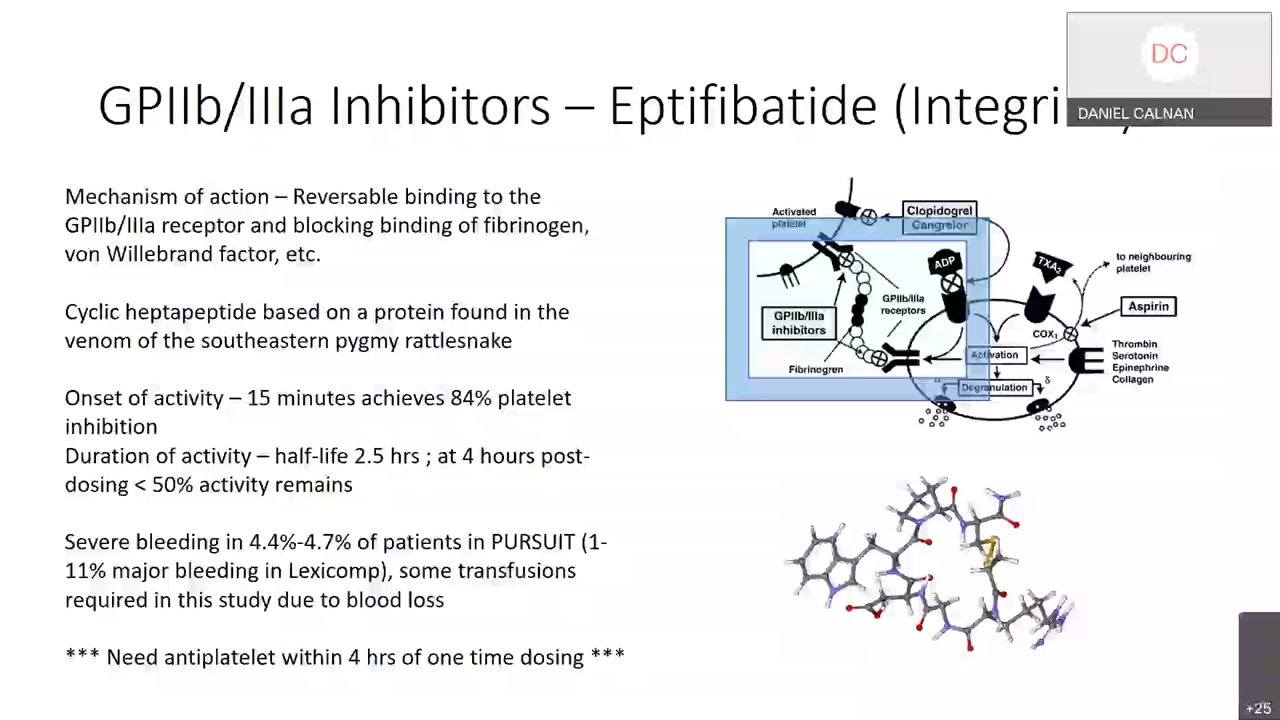 GPIIb/IIIa Inhibitors – Eptifibatide (Integri
DC
DANIEL CALNAN
Mechanism of action – Reversable binding to the
GPIIb/IIIa receptor and blocking binding of fibrinogen,
von Willebrand factor, etc.
Cyclic heptapeptide based on a protein found in the
venom of the southeastern pygmy rattlesnake
Onset of activity – 15 minutes achieves 84% platelet
inhibition
Duration of activity – half-life 2.5 hrs ; at 4 hours post-
dosing < 50% activity remains
Severe bleeding in 4.4%-4.7% of patients in PURSUIT (1-
11% major bleeding in Lexicomp), some transfusions
required in this study due to blood loss
*** Need antiplatelet within 4 hrs of one time dosing ***
Activated
platelet
Clopidogrel
Cangrelor
ADP
TXA2
to neighbouring
platelet
GPIIb/IIIa
receptors
GPIIb/IIIa
inhibitors
Aspirin
COX1
Fibrinogen
Activation
Thrombin
Serotonin
Epinephrine
Collagen
α
Degranulation
δ
+25